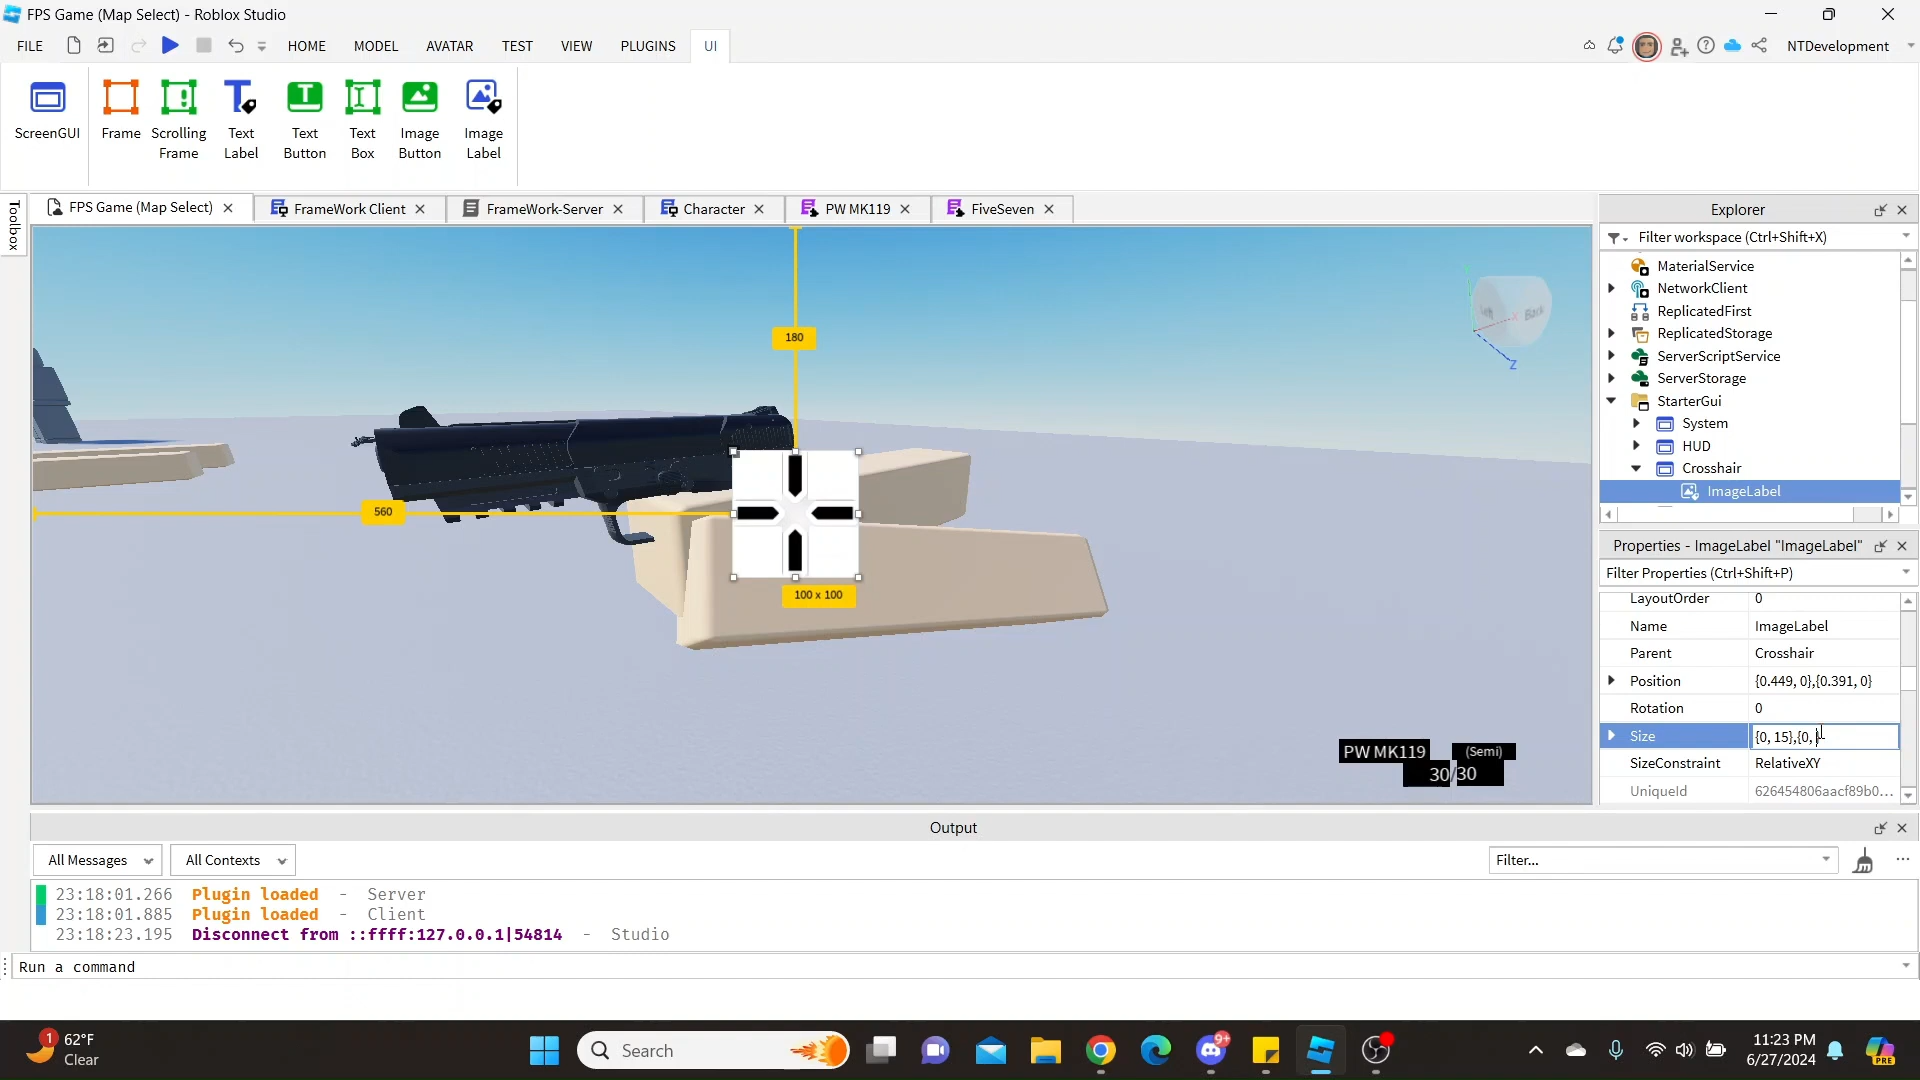 FPS Game (Map Select) - Roblox Studio
FILE HOME MODEL AVATAR TEST VIEW PLUGINS UI NTDevelopment
ScreenGUI
Frame
Scrolling
Frame
Text
Label
Text
Button
Text
Box
Image
Button
Image
Label
Toolbox
FPS Game (Map Select)
FrameWork Client
FrameWork-Server
Character
PW MK119
FiveSeven
180
560
100 x 100
Back
X
Z
PW MK119 (Semi)
30/30
Explorer
Filter workspace (Ctrl+Shift+X)
MaterialService
NetworkClient
ReplicatedFirst
ReplicatedStorage
ServerScriptService
ServerStorage
StarterGui
System
HUD
Crosshair
ImageLabel
Properties - ImageLabel "ImageLabel"
Filter Properties (Ctrl+Shift+P)
LayoutOrder 0
Name ImageLabel
Parent Crosshair
Position {0.449, 0},{0.391, 0}
Rotation 0
Size {0, 15},{0, }
SizeConstraint RelativeXY
UniqueId 626454806aacf89b0...
Output
All Messages All Contexts Filter...
23:18:01.266 Plugin loaded - Server
23:18:01.885 Plugin loaded - Client
23:18:23.195 Disconnect from ::ffff:127.0.0.1|54814 - Studio
Run a command
1
62°F
Clear
Search
9+
11:23 PM
6/27/2024
PRE